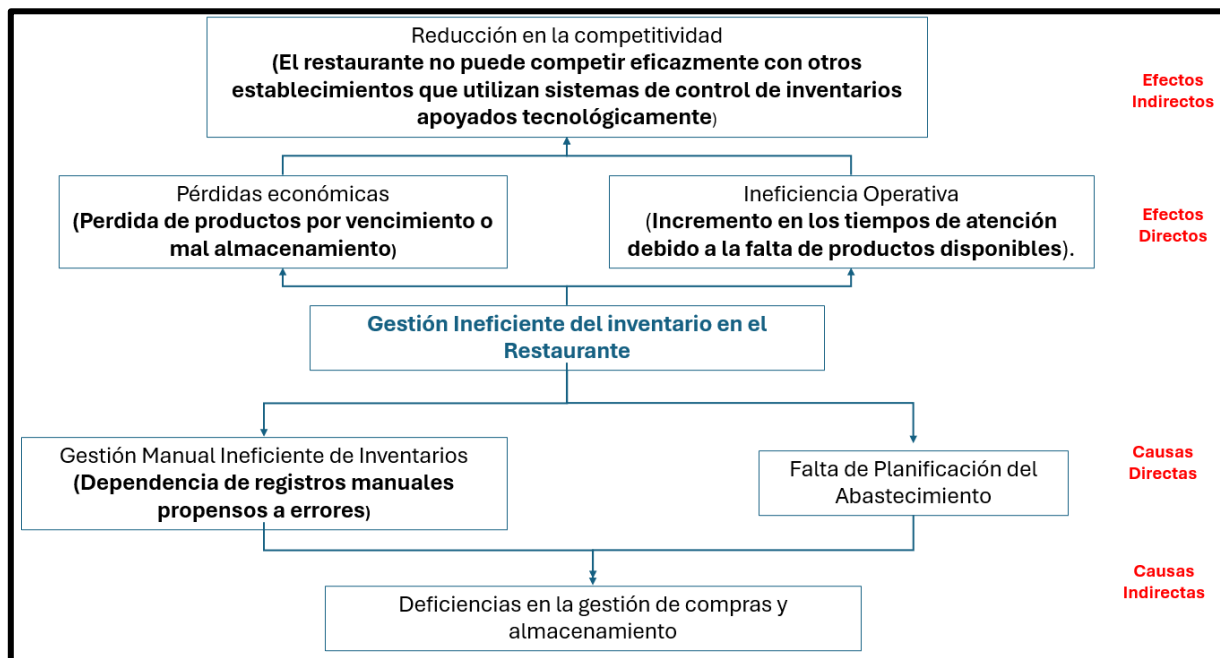 Reducción en la competitividad
(El restaurante no puede competir eficazmente con otros
establecimientos que utilizan sistemas de control de inventarios
apoyados tecnológicamente)
Efectos
Indirectos
Pérdidas económicas
(Perdida de productos por vencimiento o
mal almacenamiento)
Ineficiencia Operativa
(Incremento en los tiempos de atención
debido a la falta de productos disponibles).
Efectos
Directos
Gestión Ineficiente del inventario en el
Restaurante
Gestión Manual Ineficiente de Inventarios
(Dependencia de registros manuales
propensos a errores)
Falta de Planificación del
Abastecimiento
Causas
Directas
Deficiencias en la gestión de compras y
almacenamiento
Causas
Indirectas